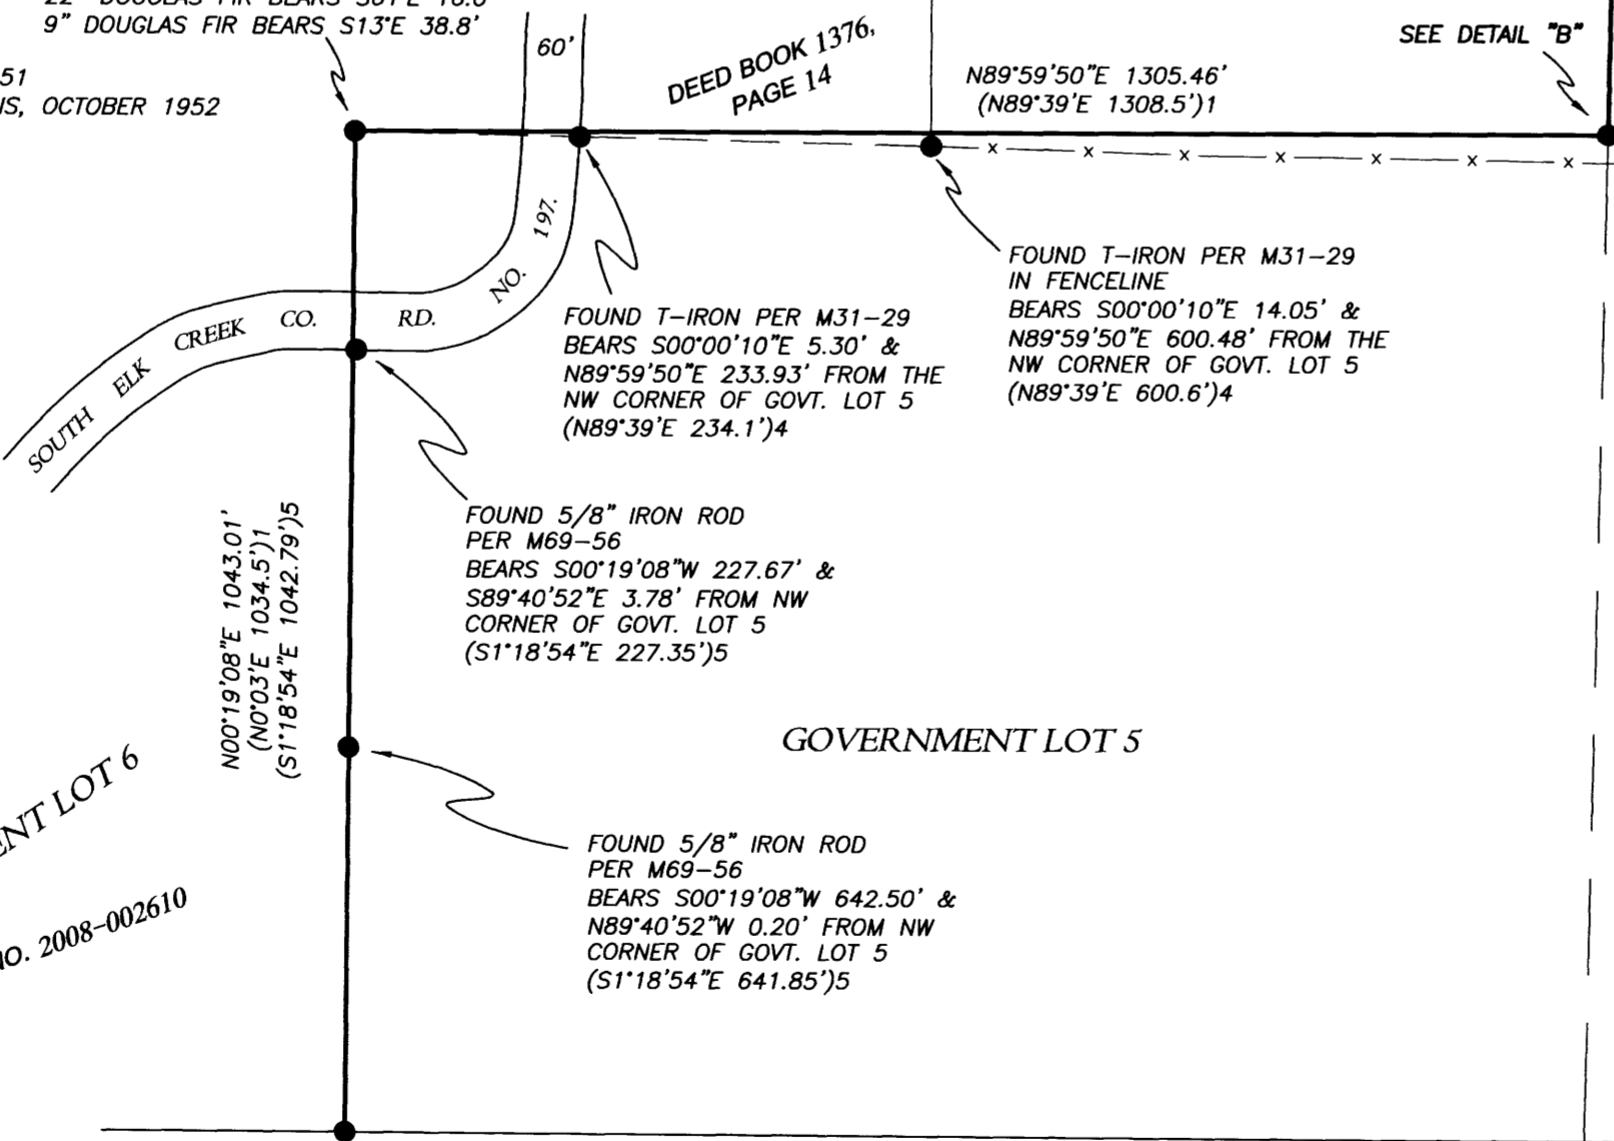 22" DOUGLAS FIR BEARS
9" DOUGLAS FIR BEARS S13°E 38.8'
51
OCTOBER 1952
60'
DEED BOOK 1376,
PAGE 14
N89°59'50"E 1305.46'
(N89°39'E 1308.5')1
SEE DETAIL "B"
SOUTH ELK CREEK CO. RD. NO. 197.
FOUND T-IRON PER M31-29
BEARS S00°00'10"E 5.30' &
N89°59'50"E 233.93' FROM THE
NW CORNER OF GOVT. LOT 5
(N89°39'E 234.1')4
FOUND T-IRON PER M31-29
IN FENCELINE
BEARS S00°00'10"E 14.05' &
N89°59'50"E 600.48' FROM THE
NW CORNER OF GOVT. LOT 5
(N89°39'E 600.6')4
FOUND 5/8" IRON ROD
PER M69-56
BEARS S00°19'08"W 227.67' &
S89°40'52"E 3.78' FROM NW
CORNER OF GOVT. LOT 5
(S1°18'54"E 227.35')5
N00°19'08"E 1043.01'
(N0°03'E 1034.5')1
(S1°18'54"E 1042.79')5
GOVERNMENT LOT 5
LOT 6
2008-002610
FOUND 5/8" IRON ROD
PER M69-56
BEARS S00°19'08"W 642.50' &
N89°40'52"W 0.20' FROM NW
CORNER OF GOVT. LOT 5
(S1°18'54"E 641.85')5